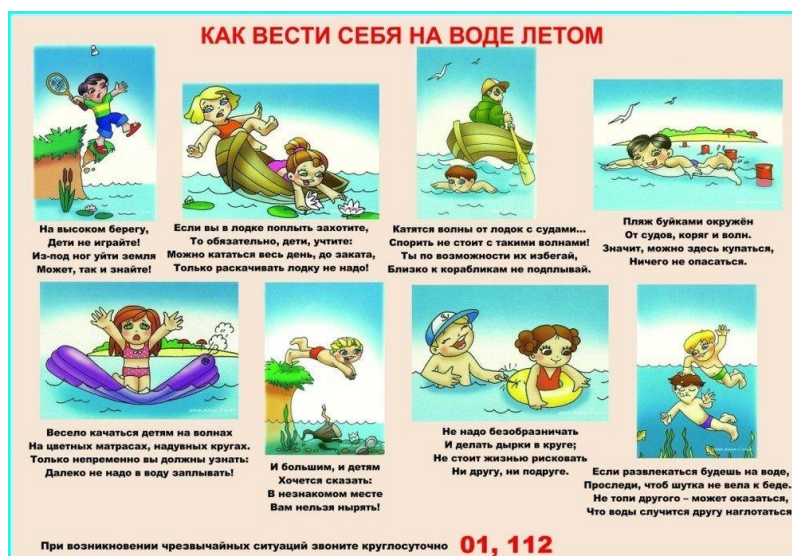 КАК ВЕСТИ СЕБЯ НА ВОДЕ ЛЕТОМ
На высоком берегу,
Дети не играйте!
Из-под ног уйти земля
Может, так и знайте!
Если вы в лодке поплыть захотите,
То обязательно, дети, учтите:
Можно кататься весь день, до заката,
Только раскачивать лодку не надо!
Катятся волны от лодок с судами...
Спорить не стоит с такими волнами!
Ты по возможности их избегай,
Близко к корабликам не подплывай.
Пляж буйками окружён
От судов, коряг и волн.
Значит, можно здесь купаться,
Ничего не опасаться.
Весело качаться детям на волнах
На цветных матрасах, надувных кругах.
Только непременно вы должны узнать:
Далеко не надо в воду заплывать!
И большим, и детям
Хочется сказать:
В незнакомом месте
Вам нельзя нырять!
Не надо безобразничать
И делать дырки в круге;
Не стоит жизнью рисковать
Ни другу, ни подруге.
Если развлекаться будешь на воде,
Проследи, чтоб шутка не вела к беде.
Не топи другого – может оказаться,
Что воды случится другу наглотаться
При возникновении чрезвычайных ситуаций звоните круглосуточно 01, 112